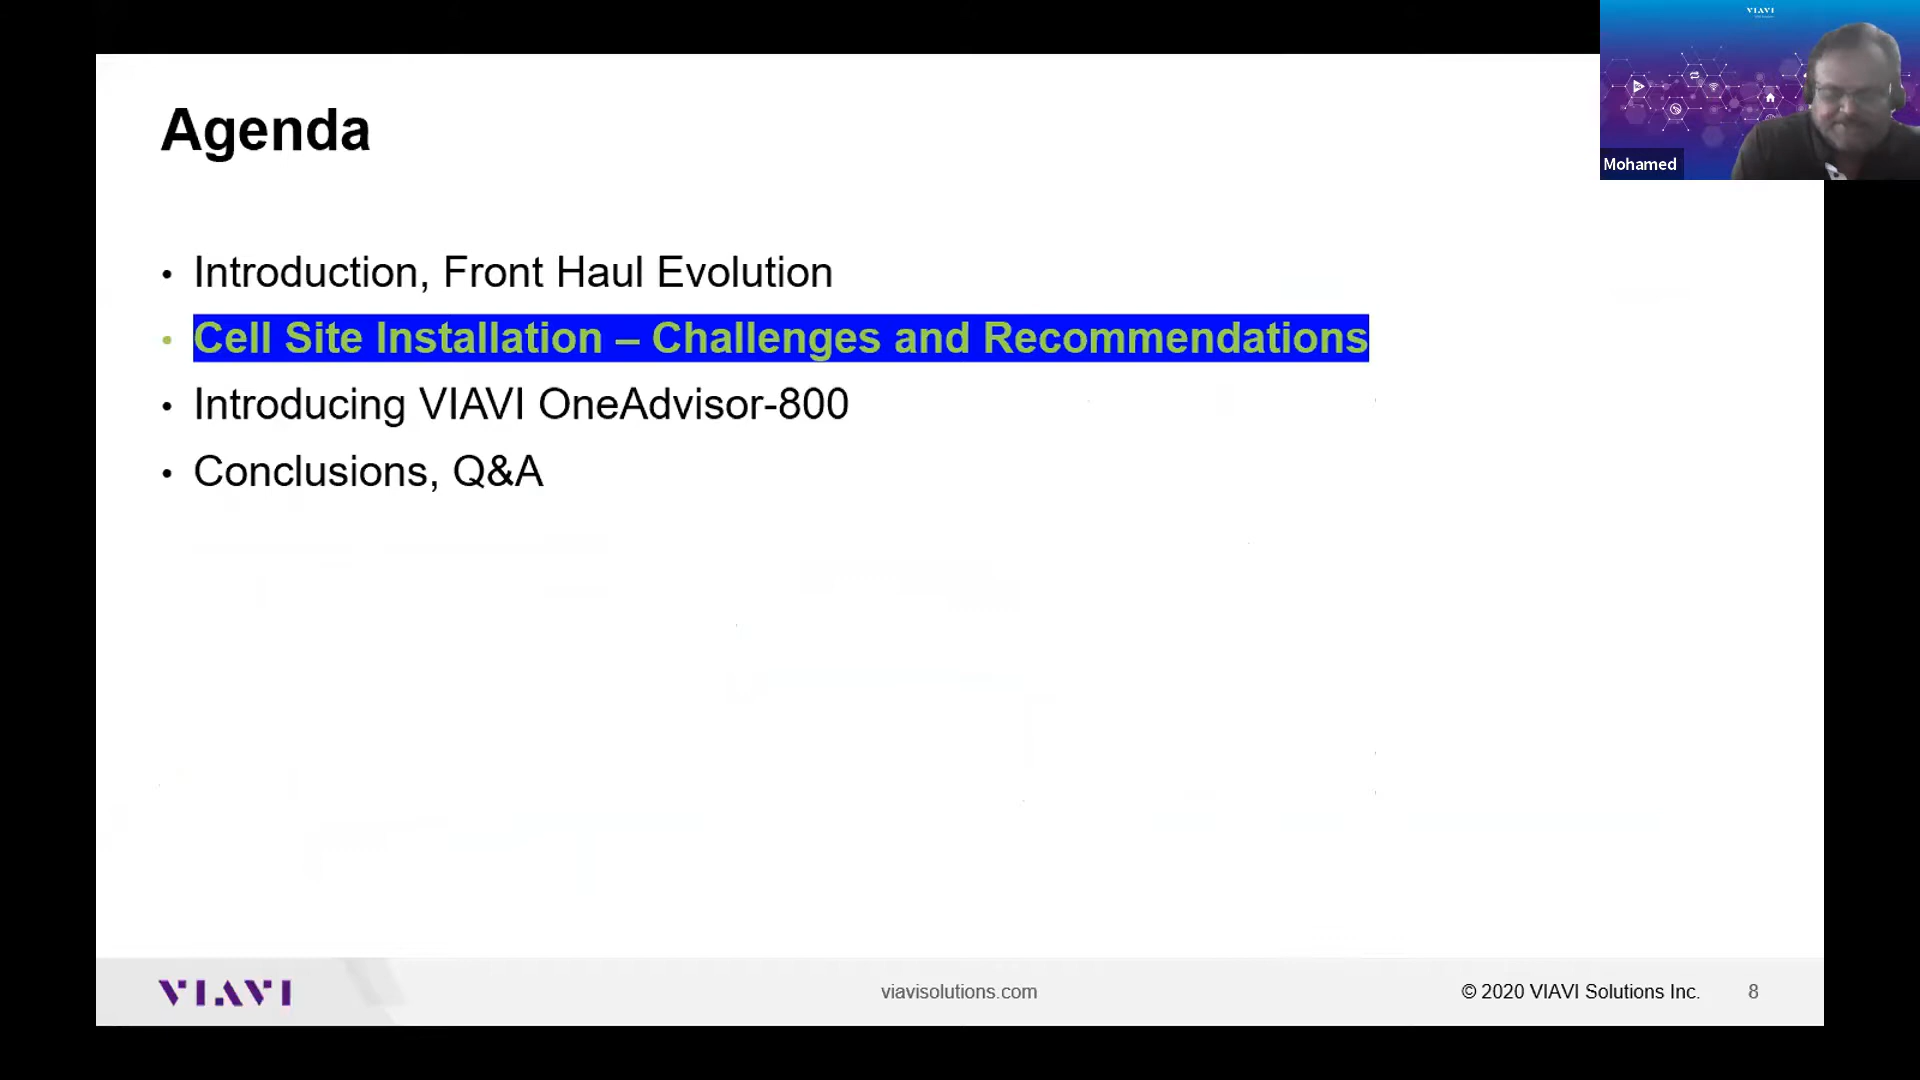 VIAVI
Mohamed
Agenda
• Introduction, Front Haul Evolution
• Cell Site Installation – Challenges and Recommendations
• Introducing VIAVI OneAdvisor-800
• Conclusions, Q&A
VIAVI
viavisolutions.com
© 2020 VIAVI Solutions Inc.
8